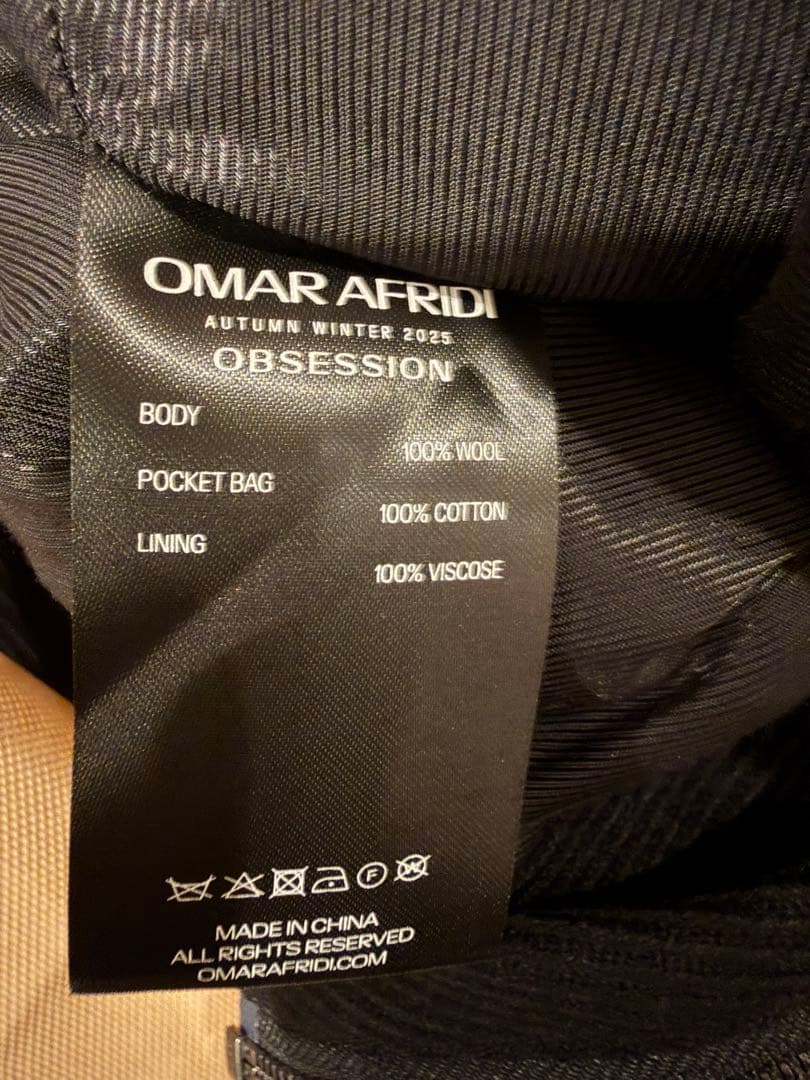 OMAR AFRIDI
AUTUMN WINTER 2025
OBSESSION
BODY
100% WOOL
POCKET BAG
100% COTTON
LINING
100% VISCOSE
F W
MADE IN CHINA
ALL RIGHTS RESERVED
OMARAFRIDI.COM